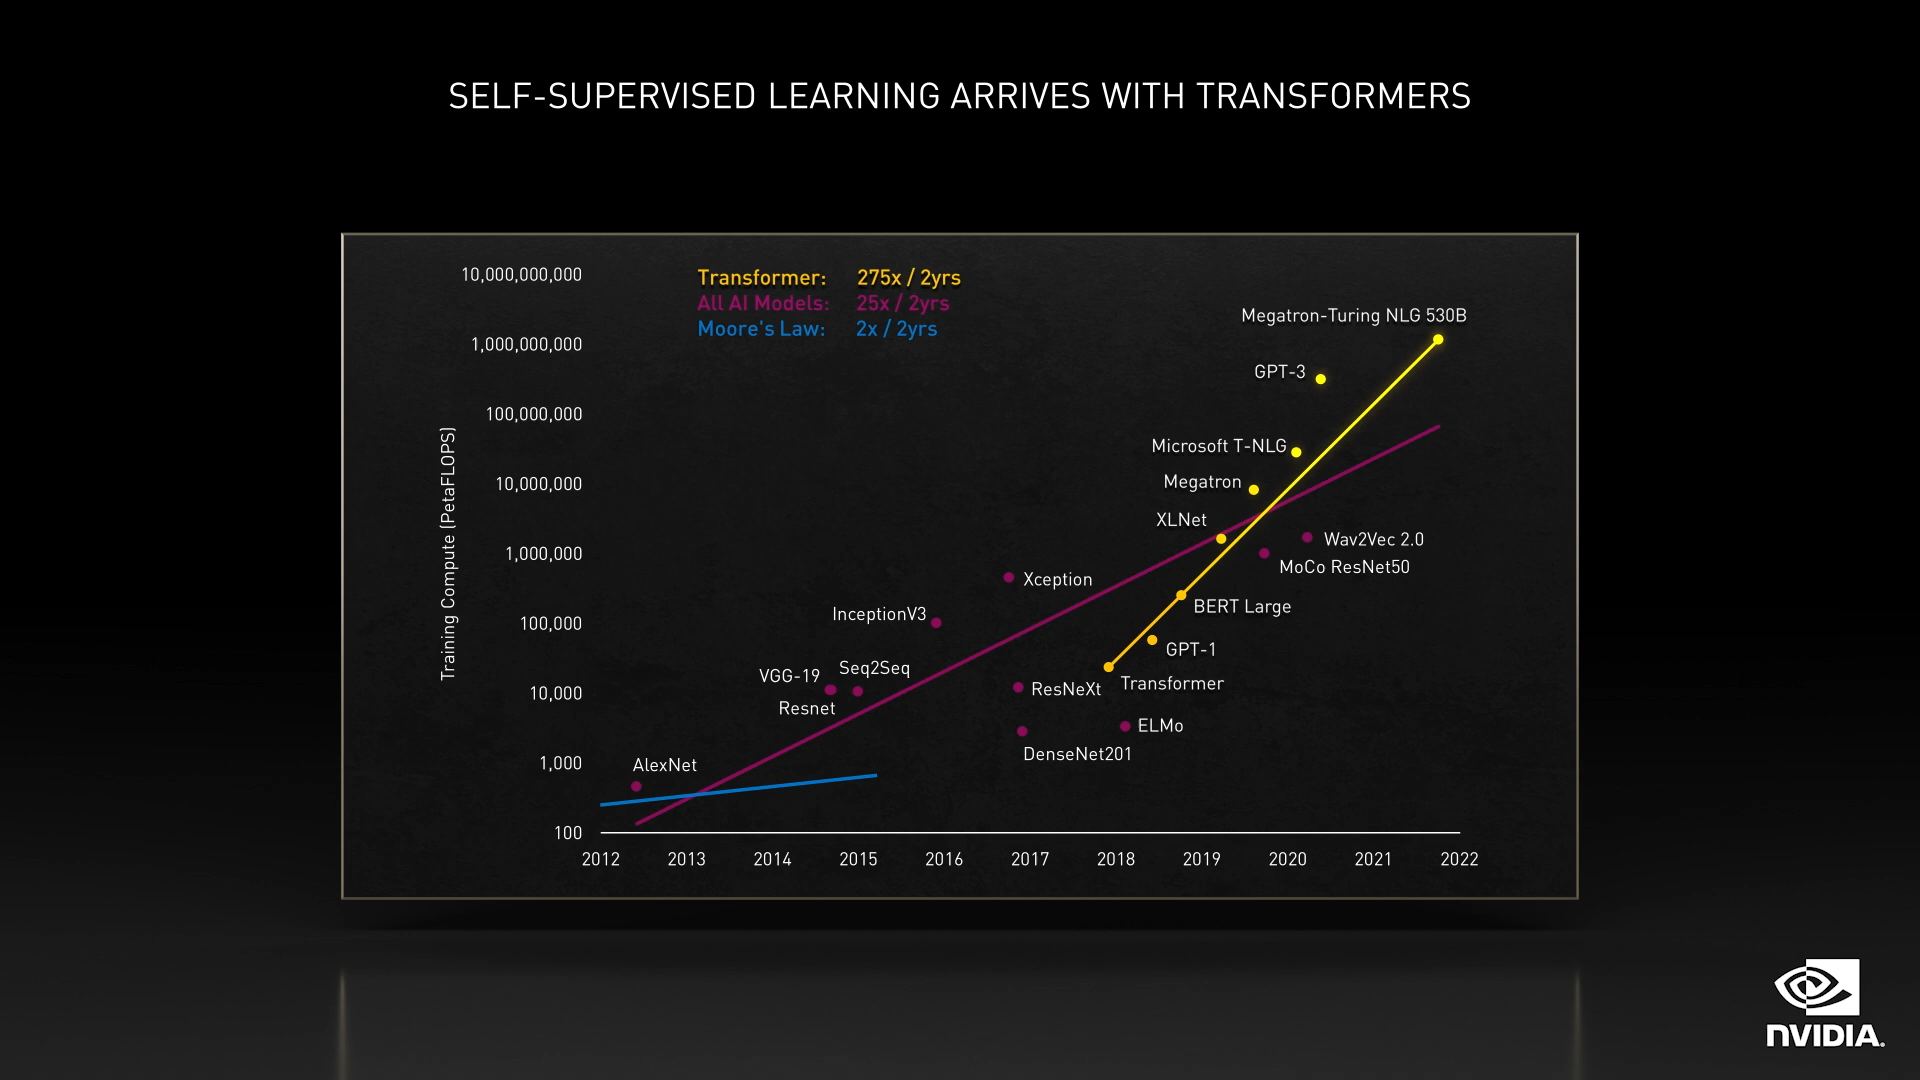 SELF-SUPERVISED LEARNING ARRIVES WITH TRANSFORMERS
Transformer: 275x / 2yrs
All AI Models: 25x / 2yrs
Moore's Law: 2x / 2yrs
Training Compute (PetaFLOPS)
10,000,000,000
1,000,000,000
100,000,000
10,000,000
1,000,000
100,000
10,000
1,000
100
Megatron-Turing NLG 530B
GPT-3
Microsoft T-NLG
Megatron
XLNet
Wav2Vec 2.0
MoCo ResNet50
Xception
BERT Large
InceptionV3
GPT-1
Seq2Seq
VGG-19
Transformer
ResNeXt
Resnet
ELMo
DenseNet201
AlexNet
2012 2013 2014 2015 2016 2017 2018 2019 2020 2021 2022
NVIDIA.